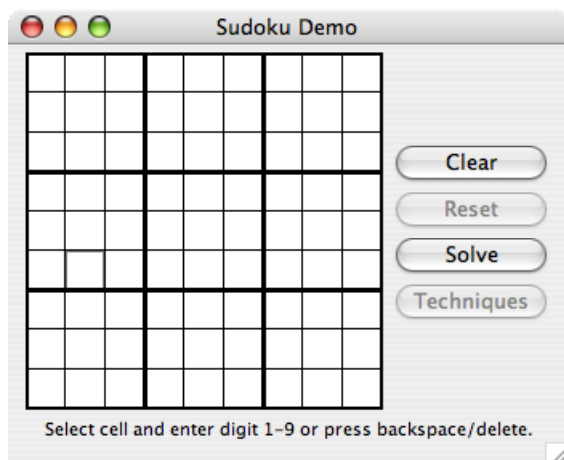 Sudoku Demo
Clear
Reset
Solve
Techniques
Select cell and enter digit 1–9 or press backspace/delete.